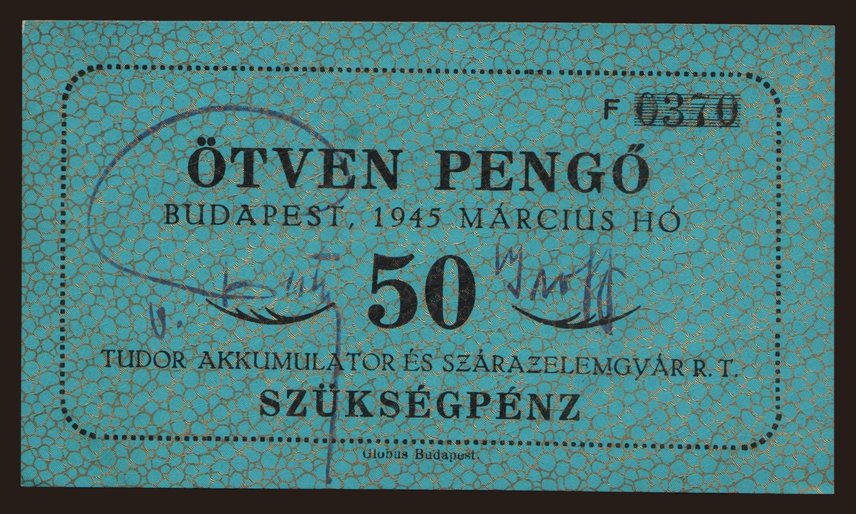 F 0370
ÖTVEN PENGŐ
BUDAPEST, 1945 MÁRCIUS HÓ
50
TUDOR AKKUMULATOR ÉS SZÁRAZELEMGYÁR R. T.
SZÜKSÉGPÉNZ
Globus Budapest.